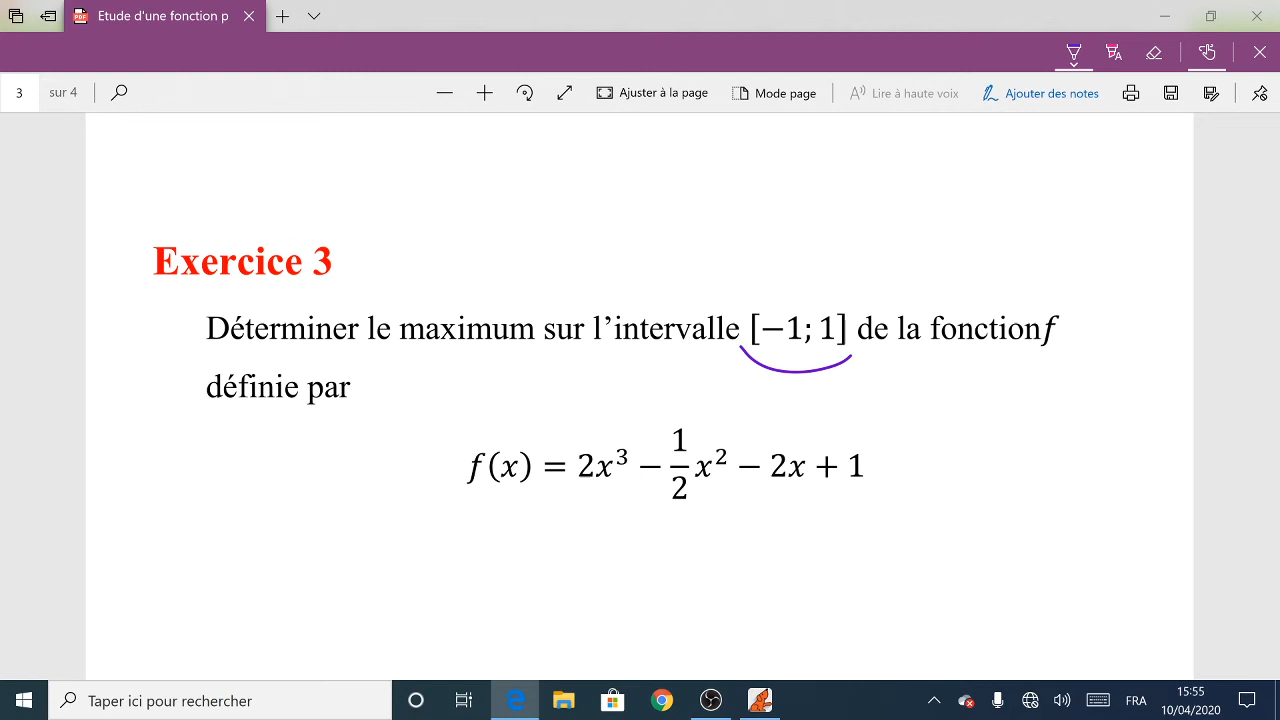 Etude d'une fonction p
3 sur 4
Ajuster à la page
Mode page
Lire à haute voix
Ajouter des notes
Exercice 3
Déterminer le maximum sur l’intervalle [−1; 1] de la fonctionf
définie par
f(x) = 2x³ − 1/2 x² − 2x + 1
Taper ici pour rechercher
FRA
15:55
10/04/2020